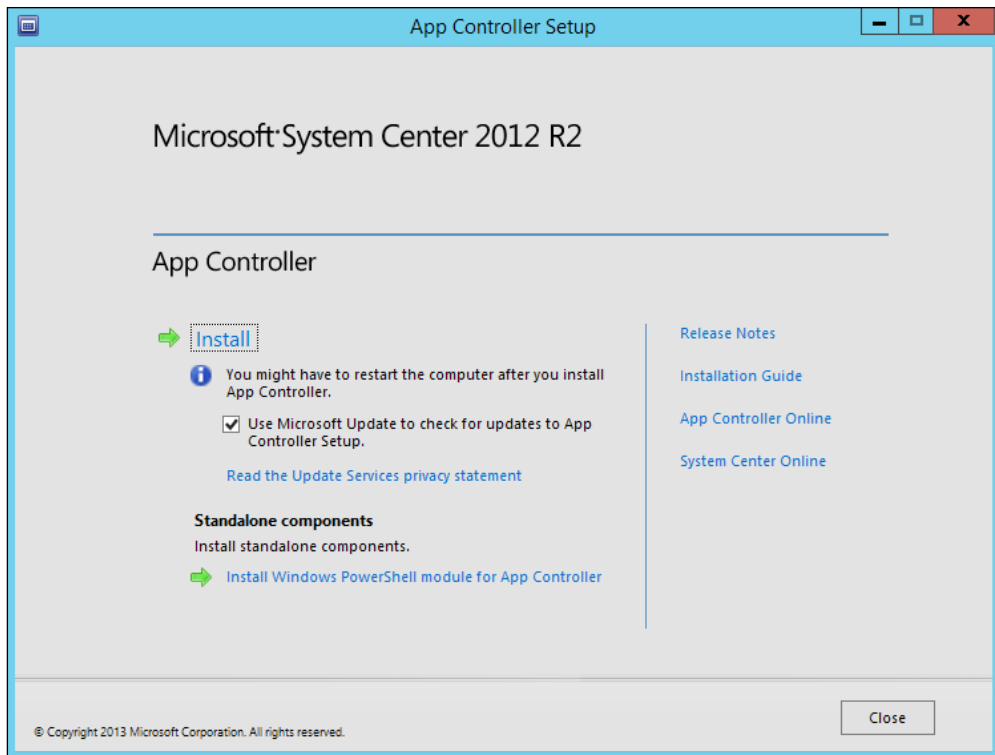 App Controller Setup
Microsoft System Center 2012 R2
App Controller
Install
You might have to restart the computer after you install
App Controller.
Use Microsoft Update to check for updates to App
Controller Setup.
Read the Update Services privacy statement
Standalone components
Install standalone components.
Install Windows PowerShell module for App Controller
Release Notes
Installation Guide
App Controller Online
System Center Online
© Copyright 2013 Microsoft Corporation. All rights reserved.
Close